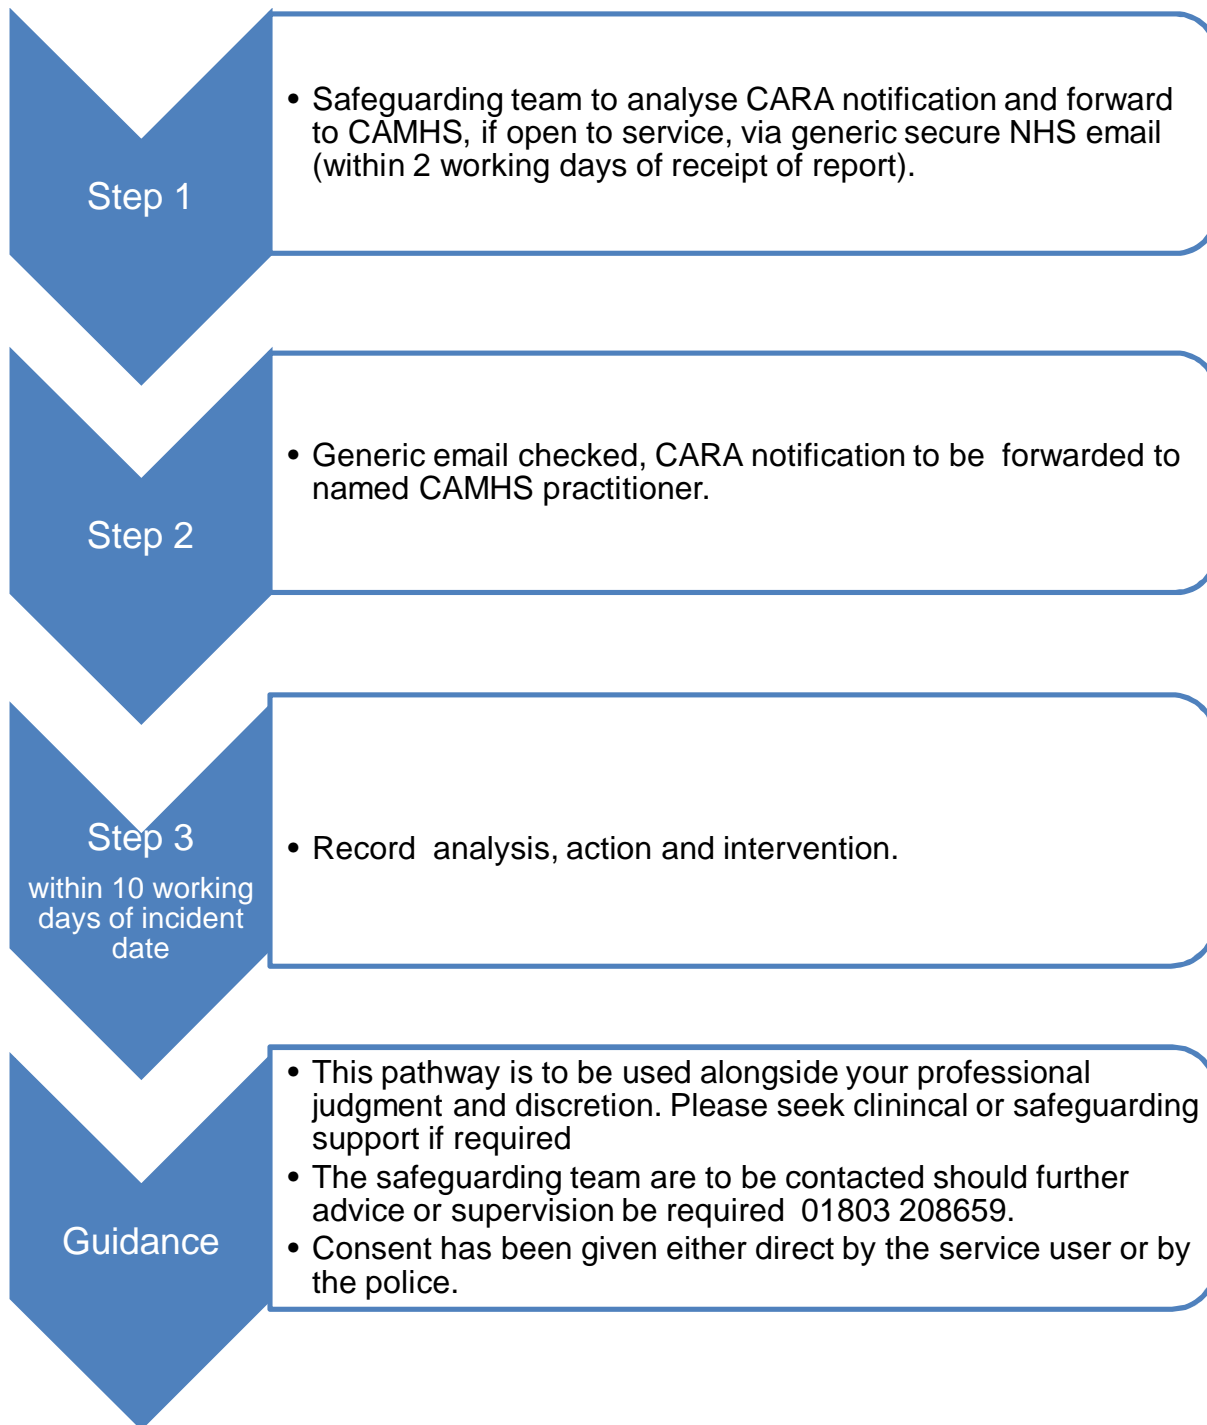 Step 1
• Safeguarding team to analyse CARA notification and forward
to CAMHS, if open to service, via generic secure NHS email
(within 2 working days of receipt of report).
Step 2
• Generic email checked, CARA notification to be  forwarded to
named CAMHS practitioner.
Step 3
within 10 working
days of incident
date
• Record  analysis, action and intervention.
Guidance
• This pathway is to be used alongside your professional
judgment and discretion. Please seek clinincal or safeguarding
support if required
• The safeguarding team are to be contacted should further
advice or supervision be required  01803 208659.
• Consent has been given either direct by the service user or by
the police.